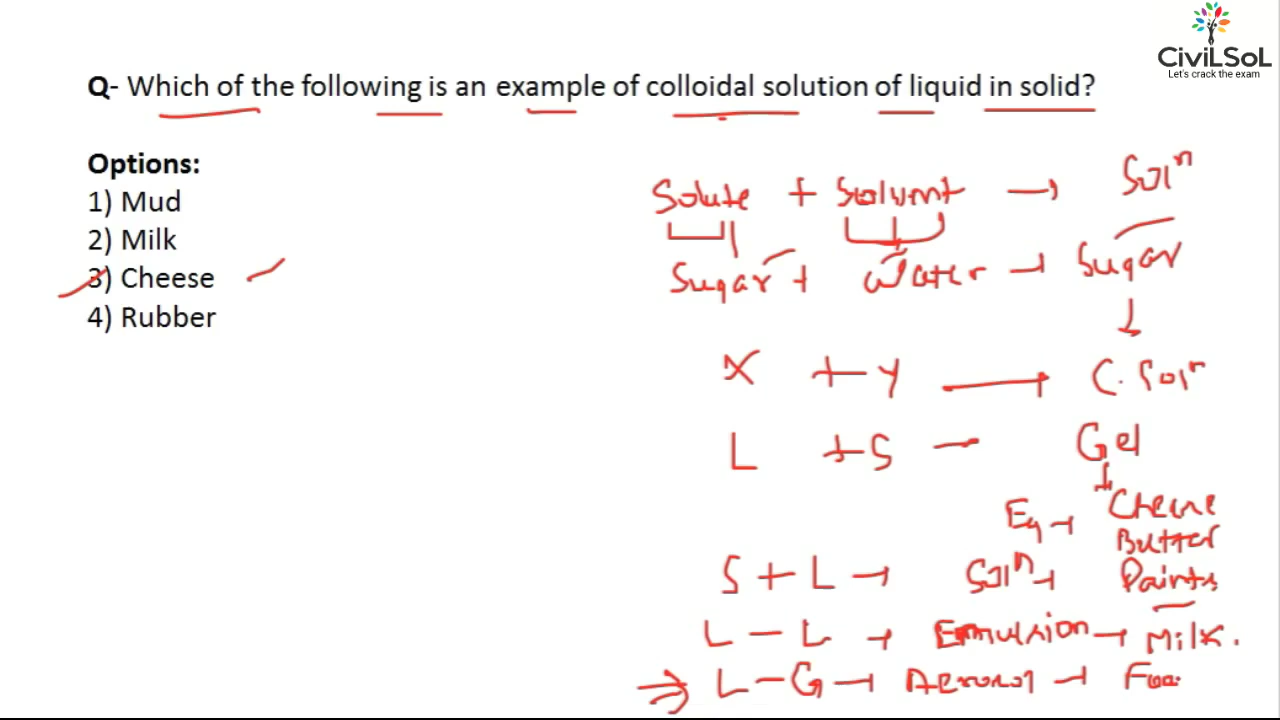 CiviLSoL
Let's crack the exam
Q- Which of the following is an example of colloidal solution of liquid in solid?
Options:
1) Mud
2) Milk
3) Cheese
4) Rubber
Solute + Solvent → Solⁿ
Sugar + Water → Sugar
X + Y → C. Solⁿ
L + S - Gel
Eg → Cheese
Butter
S + L → Solⁿ → Paints
L - L → Emulsion → Milk.
⇒ L - G → Aerosol →